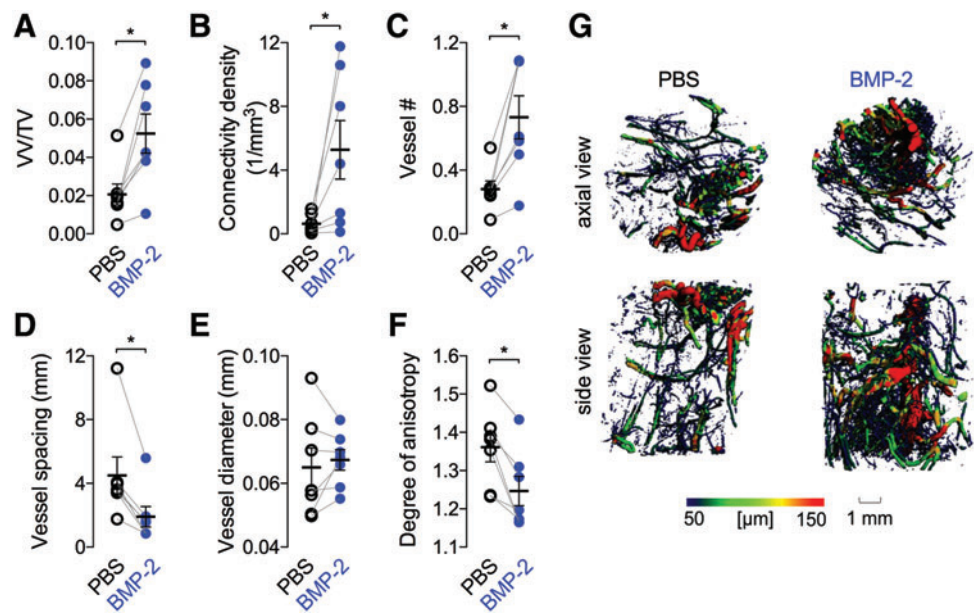 A
VV/TV
0.10
0.08
0.06
0.04
0.02
0.00
*
PBS
BMP-2
B
Connectivity density
(1/mm³)
12
8
4
0
*
PBS
BMP-2
C
Vessel #
1.2
0.8
0.4
0.0
*
PBS
BMP-2
D
Vessel spacing (mm)
12
8
4
0
*
PBS
BMP-2
E
Vessel diameter (mm)
0.10
0.08
0.06
0.04
PBS
BMP-2
F
Degree of anisotropy
1.6
1.5
1.4
1.3
1.2
1.1
*
PBS
BMP-2
G
PBS
BMP-2
axial view
side view
50 [µm] 150
1 mm